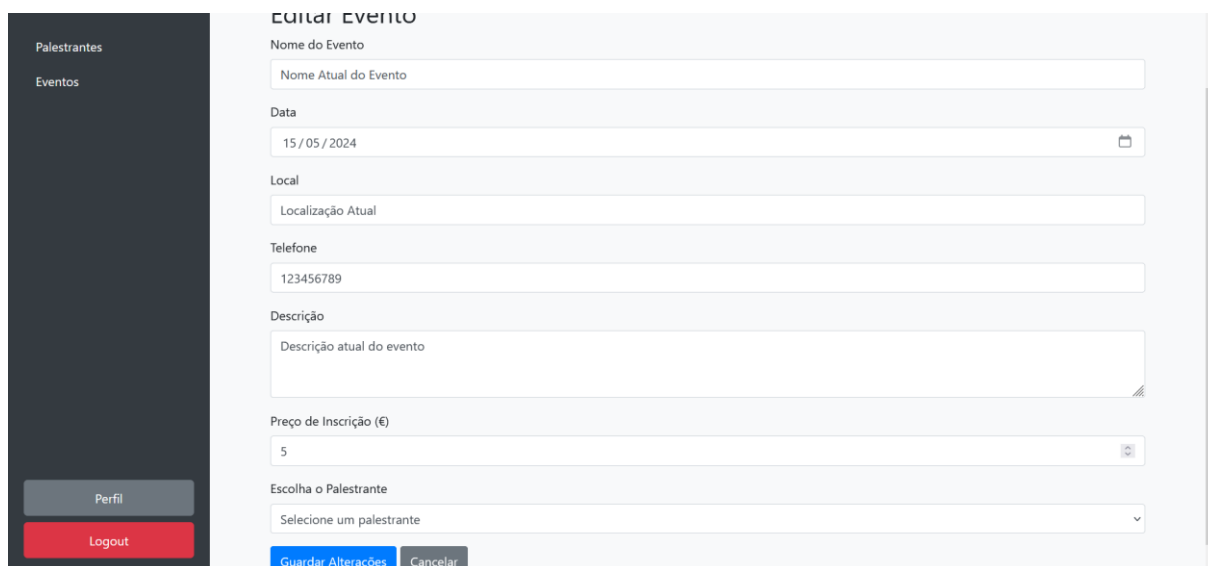 Palestrantes
Eventos
Perfil
Logout
Editar Evento
Nome do Evento
Nome Atual do Evento
Data
15/05/2024
Local
Localização Atual
Telefone
123456789
Descrição
Descrição atual do evento
Preço de Inscrição (€)
5
Escolha o Palestrante
Selecione um palestrante
Guardar Alterações Cancelar